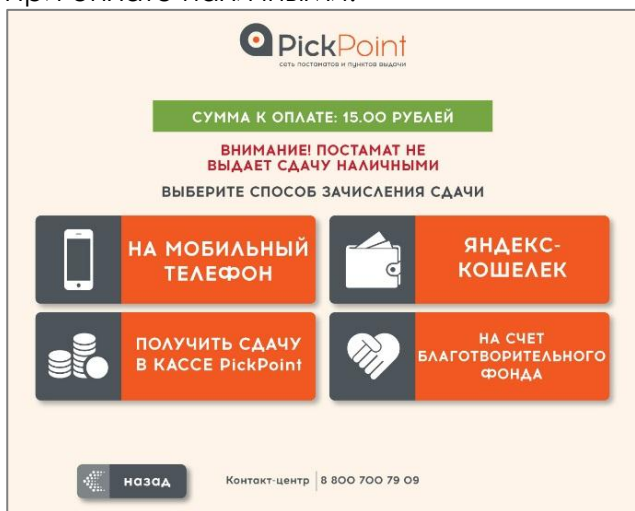 PickPoint
сеть постаматов и пунктов выдачи
СУММА К ОПЛАТЕ: 15.00 РУБЛЕЙ
ВНИМАНИЕ! ПОСТАМАТ НЕ
ВЫДАЕТ СДАЧУ НАЛИЧНЫМИ
ВЫБЕРИТЕ СПОСОБ ЗАЧИСЛЕНИЯ СДАЧИ
НА МОБИЛЬНЫЙ
ТЕЛЕФОН
ЯНДЕКС-
КОШЕЛЕК
ПОЛУЧИТЬ СДАЧУ
В КАССЕ PickPoint
НА СЧЕТ
БЛАГОТВОРИТЕЛЬНОГО
ФОНДА
назад
Контакт-центр 8 800 700 79 09